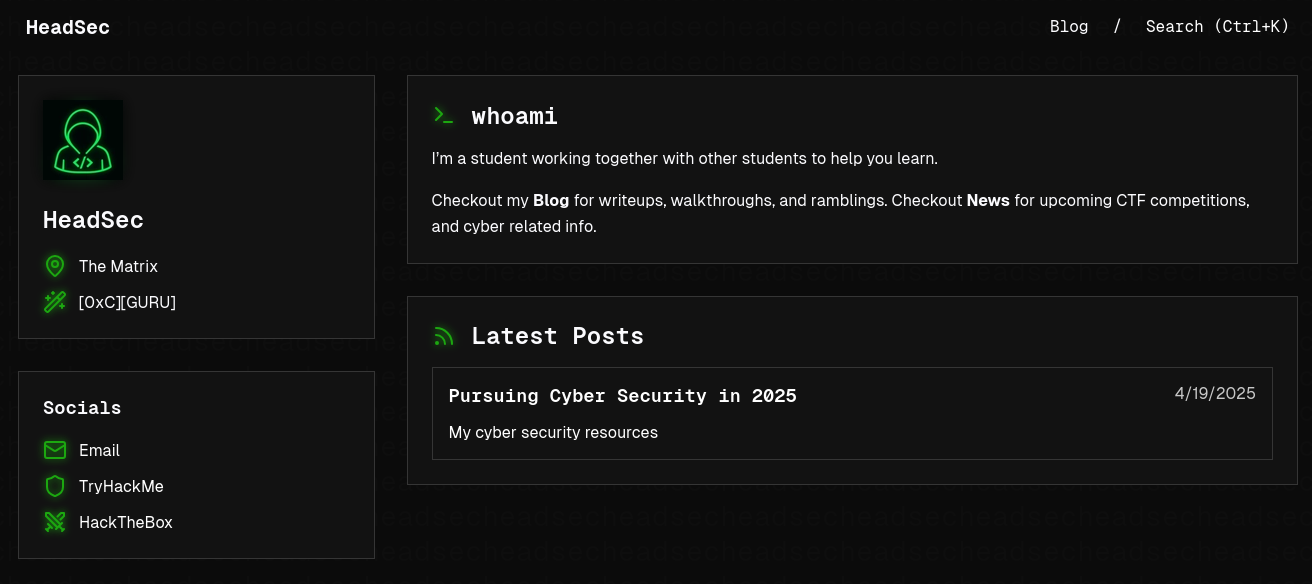 HeadSec
Blog / Search (Ctrl+K)
</>
HeadSec
The Matrix
[0xC][GURU]
Socials
Email
TryHackMe
HackTheBox
whoami
I'm a student working together with other students to help you learn.
Checkout my Blog for writeups, walkthroughs, and ramblings. Checkout News for upcoming CTF competitions,
and cyber related info.
Latest Posts
Pursuing Cyber Security in 2025 4/19/2025
My cyber security resources